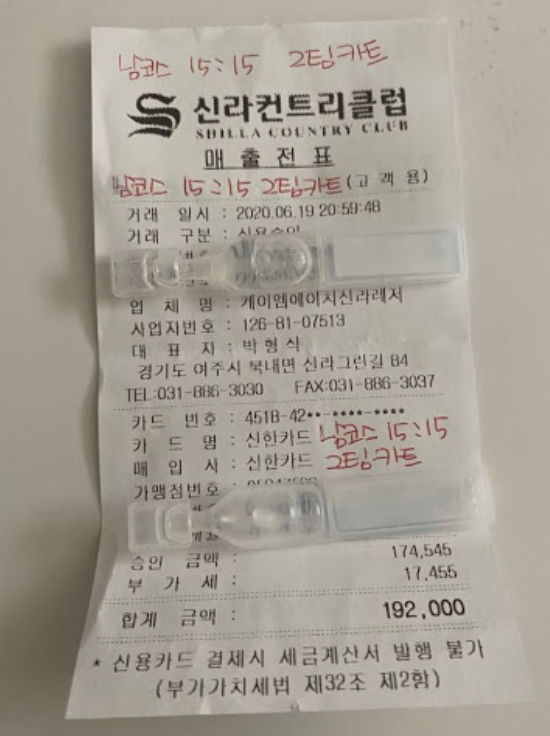 남코스 15:15 2팀카트
신라컨트리클럽
SHILLA COUNTRY CLUB
매 출 전 표
남코스 15:15 2팀카트 (고 객 용)
거래 일시 : 2020.06.19 20:59:48
거래 구분 : 신용승인
업 체 명 : 케이엠에이치신라레저
사업자번호 : 126-81-07513
대 표 자 : 박형식
경기도 여주시 북내면 신라그린길 84
TEL:031-886-3030 FAX:031-886-3037
카드 번호 : 4518-42**-****-****
카 드 명 : 신한카드 남코스 15:15
매 입 사 : 신한카드 2팀카트
가맹점번호 :
승인 금액 : 174,545
부 가 세 : 17,455
합계 금액 : 192,000
* 신용카드 결제시 세금계산서 발행 불가
(부가가치세법 제32조 제2항)